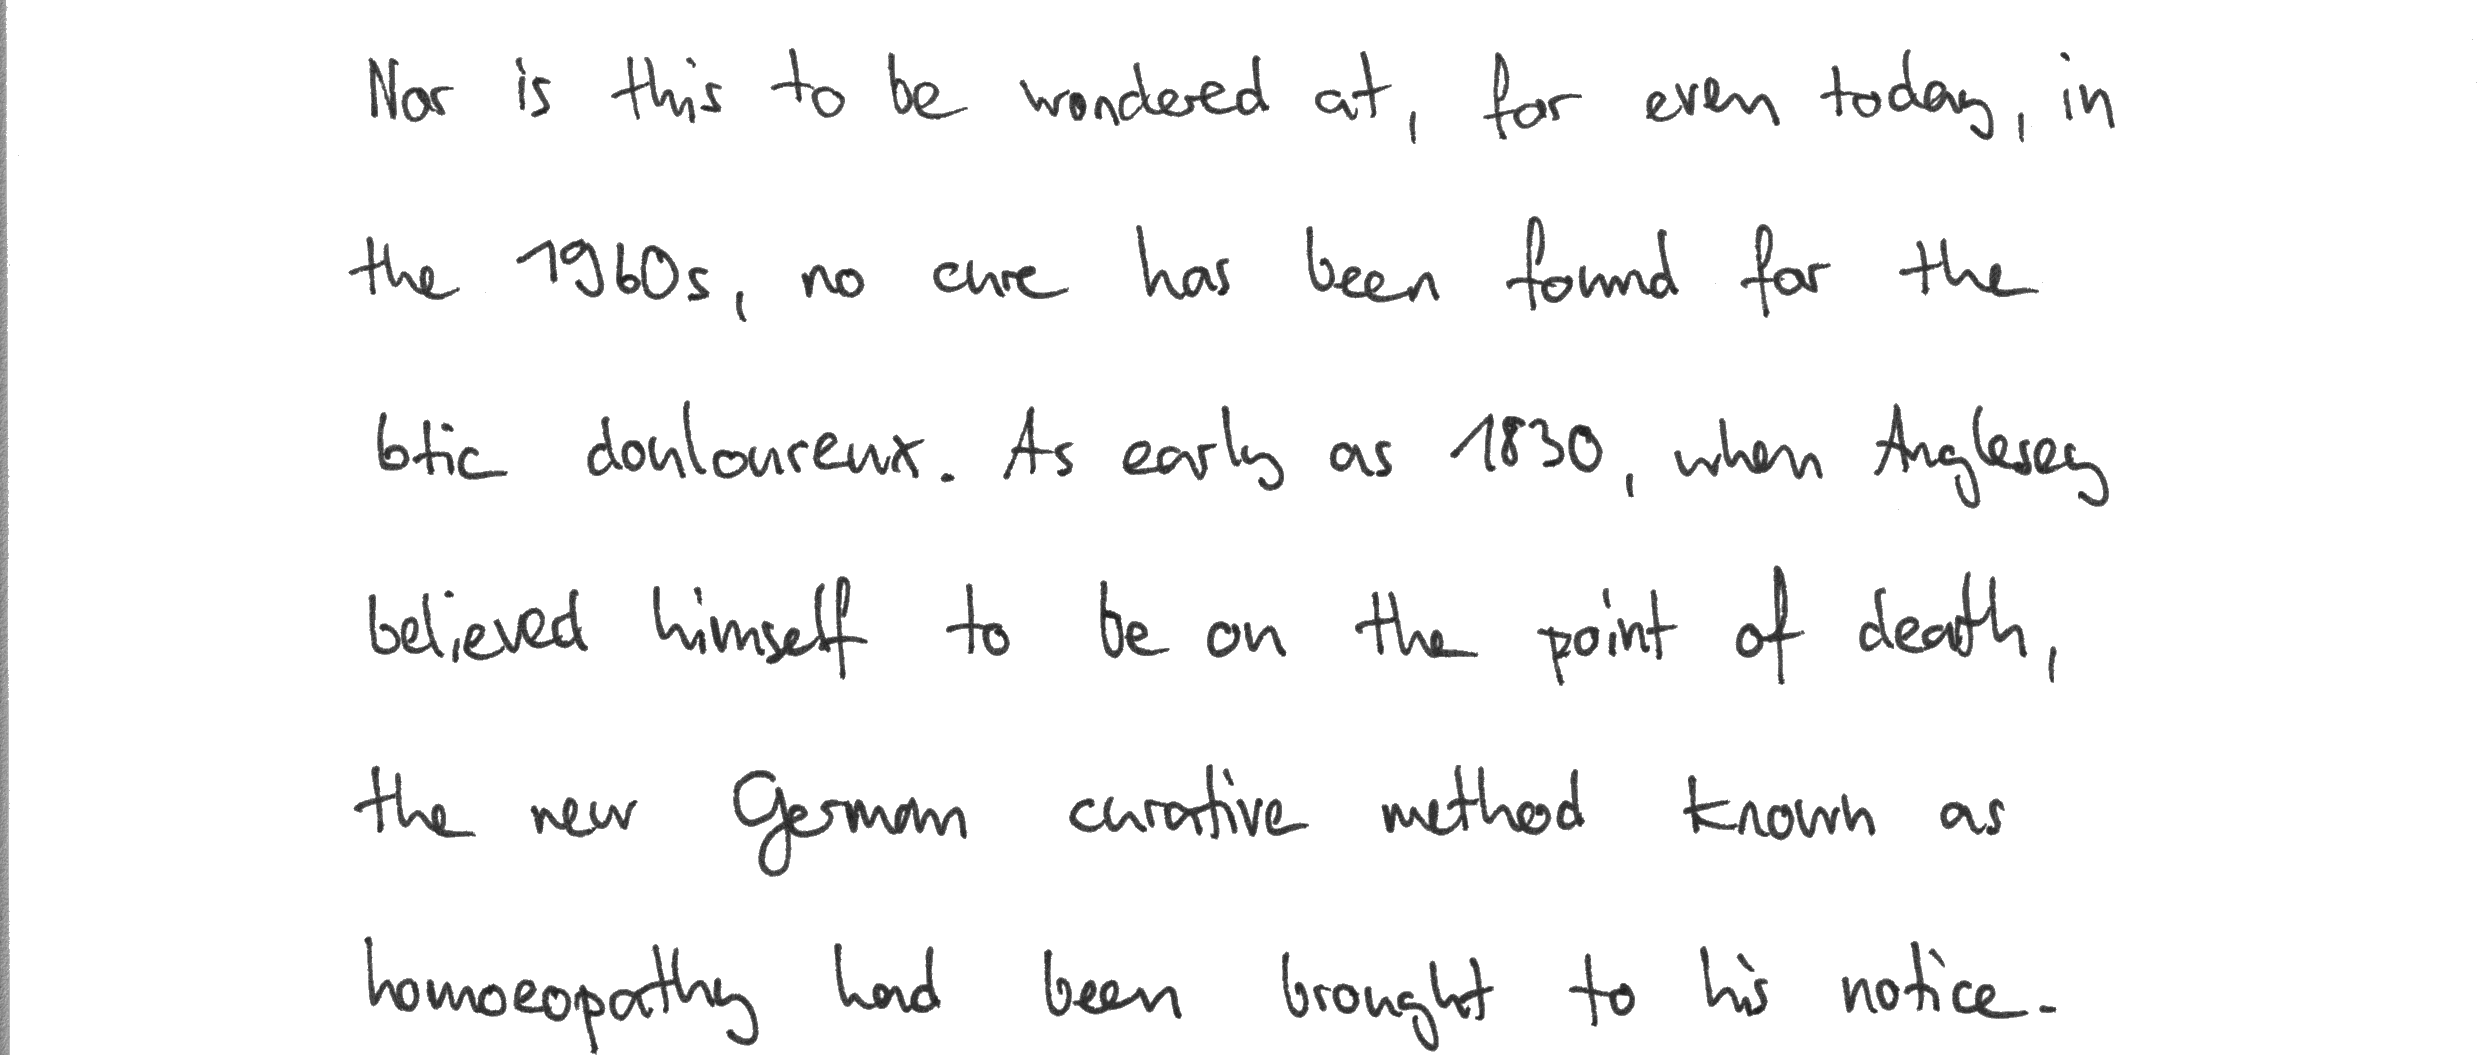 Nor is this to be wondered at, for even today, in
the 1960s, no cure has been found for the
btic douloureux. As early as 1830, when Anglesey
believed himself to be on the point of death,
the new German curative method known as
homoeopathy had been brought to his notice.